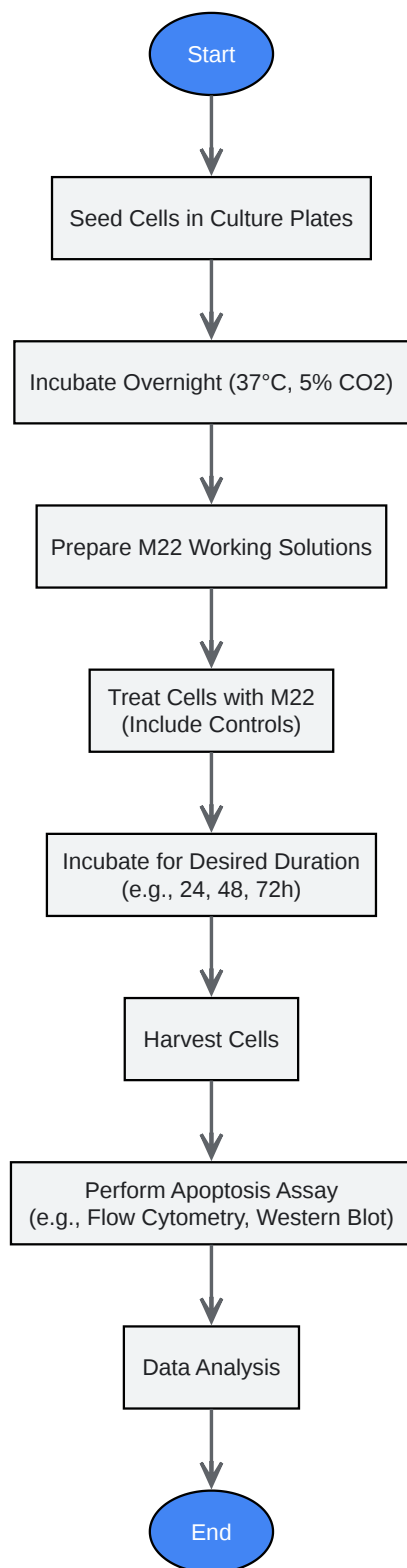 Start
Seed Cells in Culture Plates
Incubate Overnight (37°C, 5% CO2)
Prepare M22 Working Solutions
Treat Cells with M22
(Include Controls)
Incubate for Desired Duration
(e.g., 24, 48, 72h)
Harvest Cells
Perform Apoptosis Assay
(e.g., Flow Cytometry, Western Blot)
Data Analysis
End